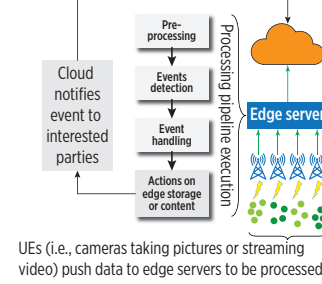 Pre-
processing
Events
detection
Event
handling
Actions on
edge storage
or content
Cloud
notifies
event to
interested
parties
Processing pipeline execution
Edge server
UEs (i.e., cameras taking pictures or streaming
video) push data to edge servers to be processed